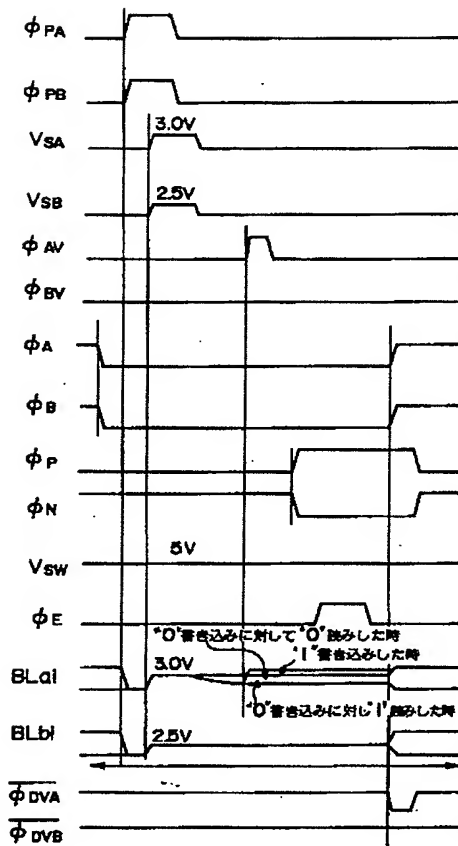 φPA
φPB
VSA 3.0V
VSB 2.5V
φAV
φBV
φA
φB
φP
φN
VSW 5V
φE
"0"書き込みに対して"0"読みした時
"1"書き込みした時
BLai 3.0V
"0"書き込みに対し"1"読みした時
BLbi 2.5V
φDVA
φDVB